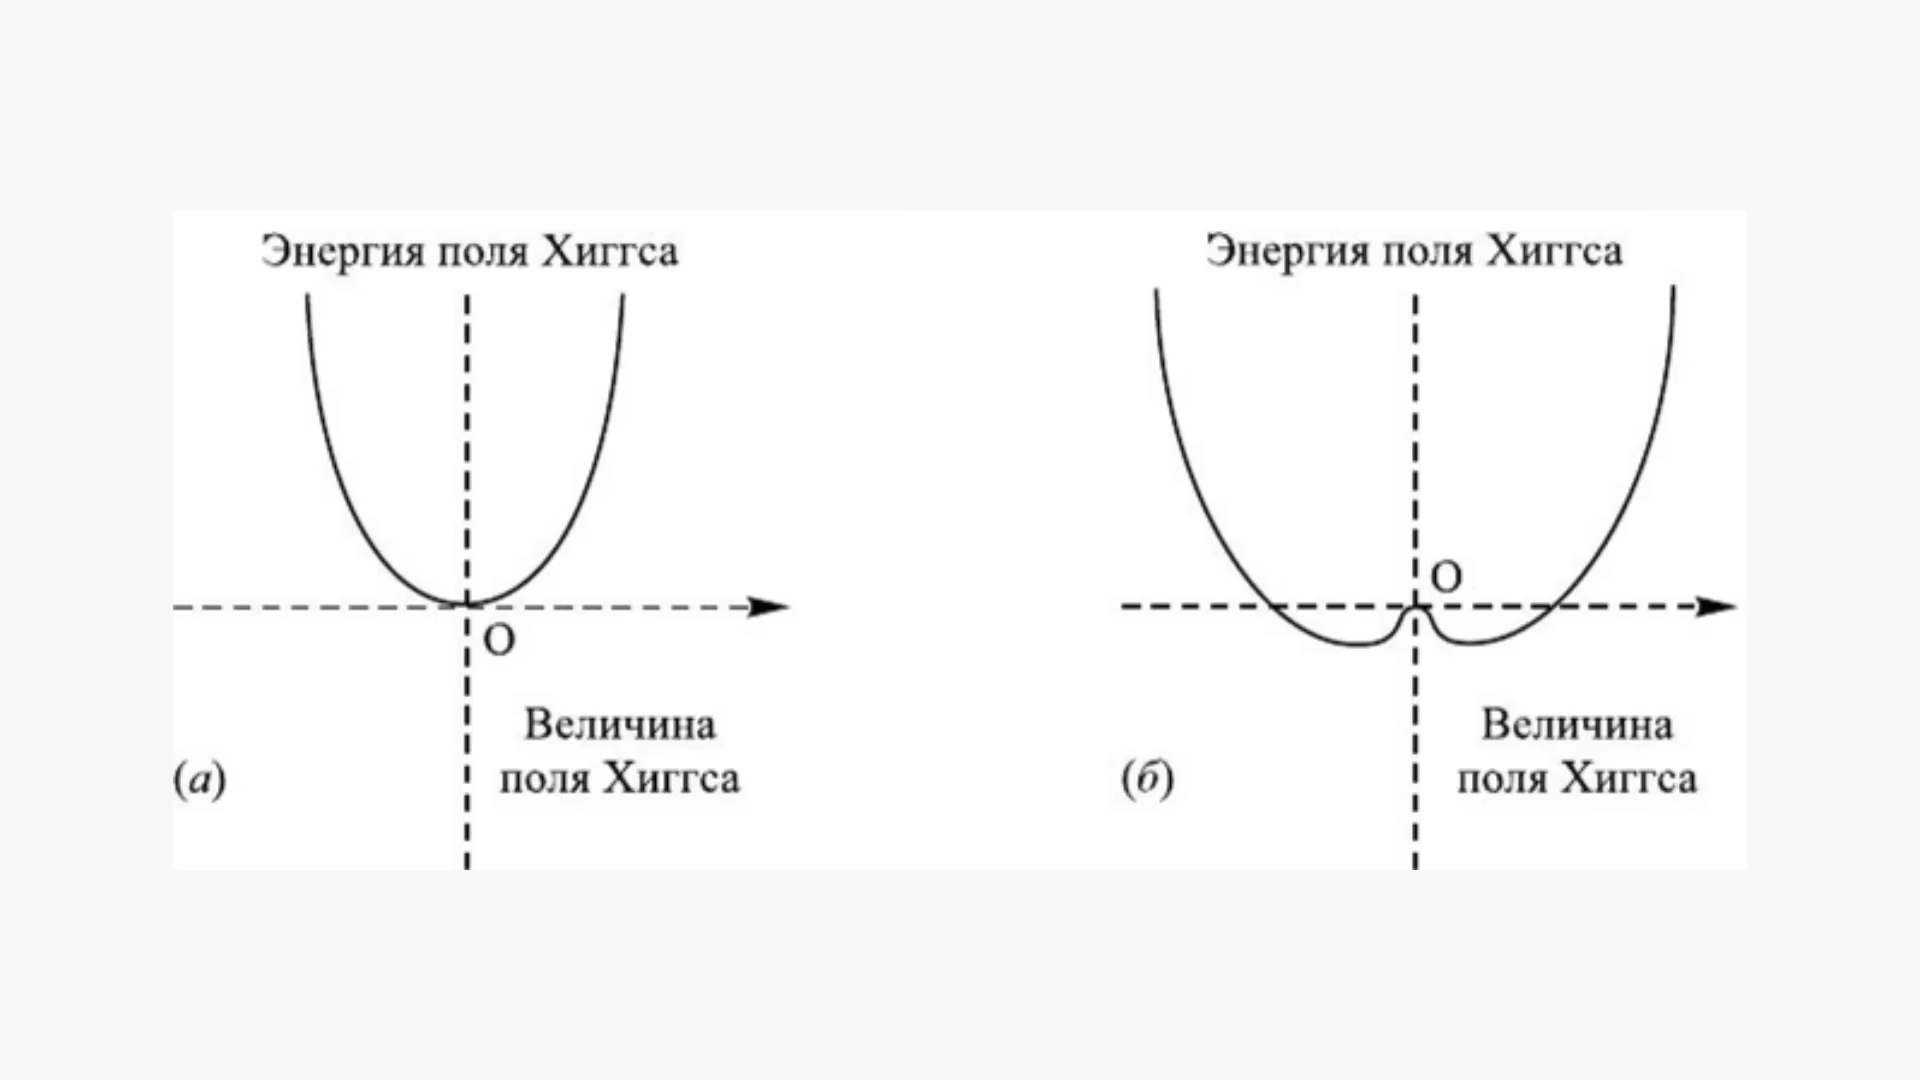 Энергия поля Хиггса
O
Величина
поля Хиггса
(а)
Энергия поля Хиггса
O
Величина
поля Хиггса
(б)